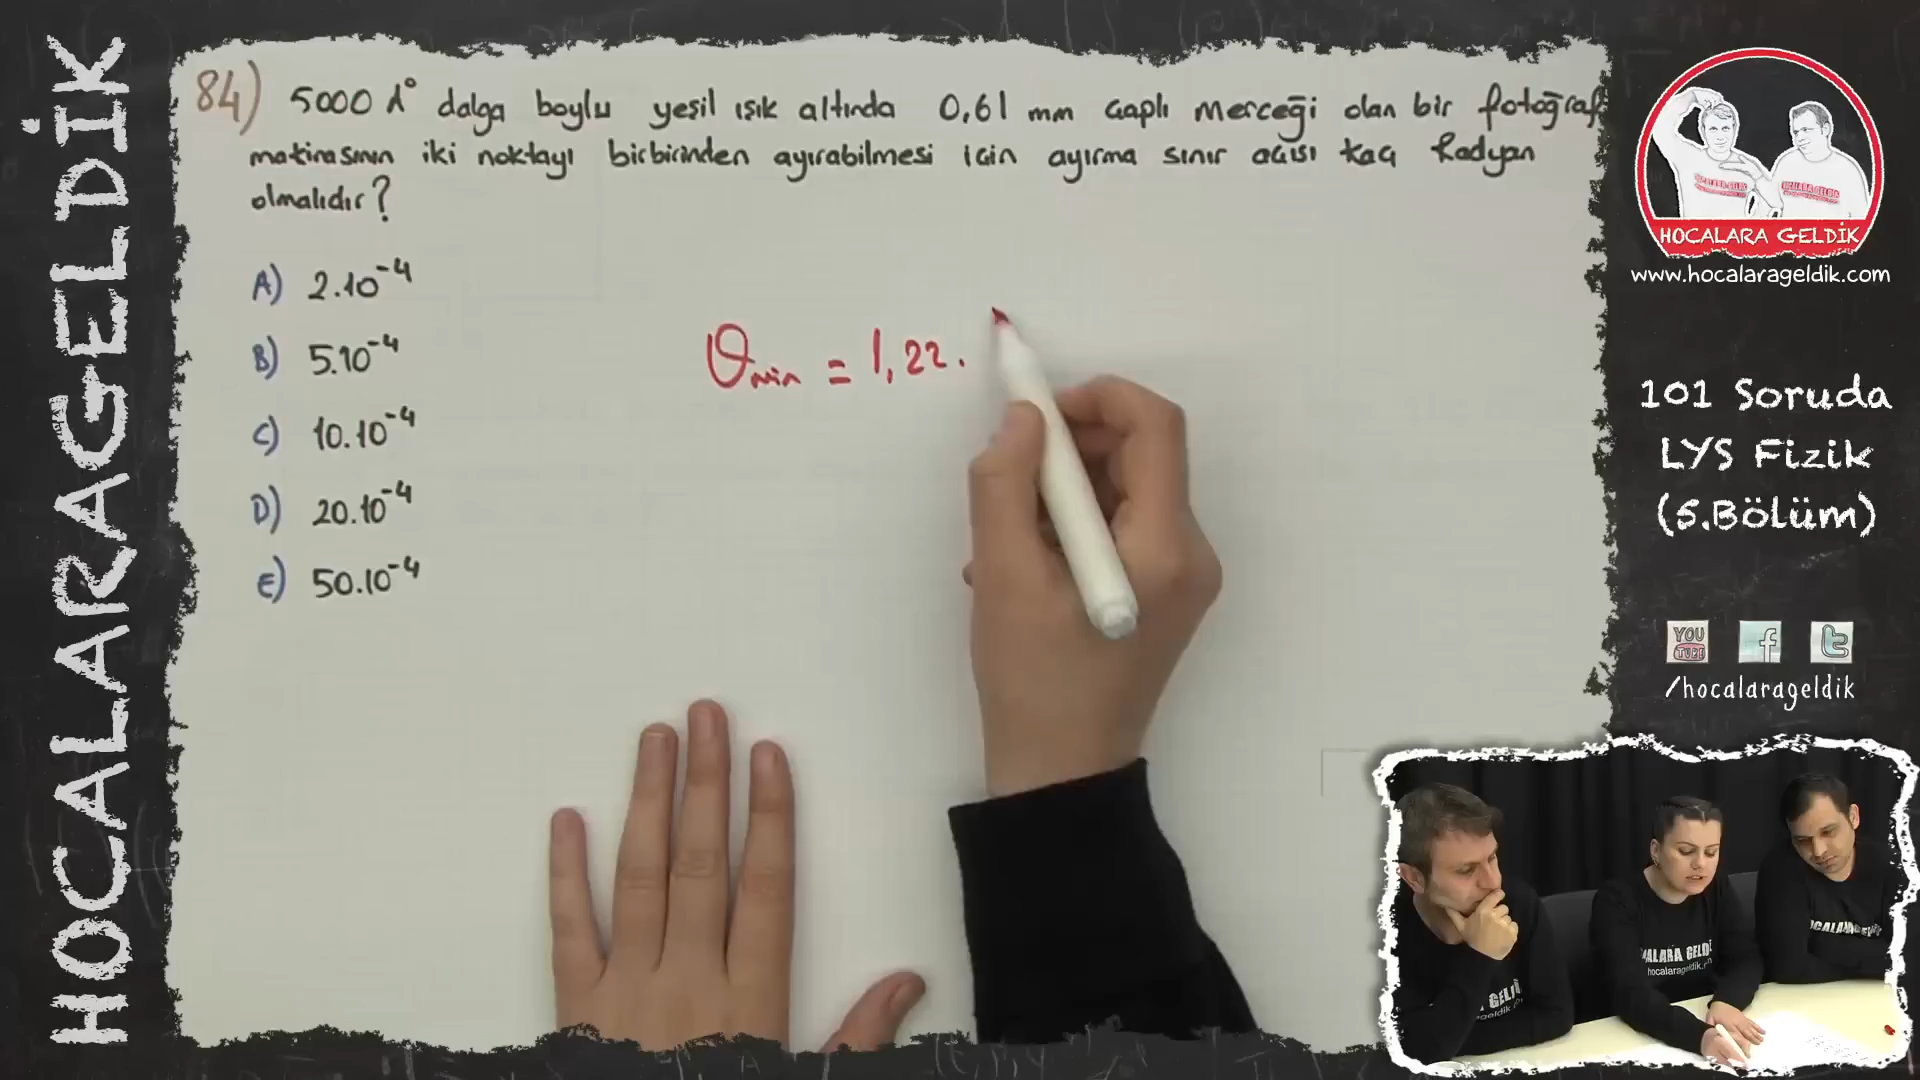 HOCALARAGELDİK
84) 5000 A° dalga boylu yeşil ışık altında 0,61 mm çaplı merceği olan bir fotoğraf
makinasının iki noktayı birbirinden ayırabilmesi için ayırma sınır açısı kaç Radyan
olmalıdır?
A) 2.10⁻⁴
B) 5.10⁻⁴
C) 10.10⁻⁴
D) 20.10⁻⁴
E) 50.10⁻⁴
θmin = 1,22.
HOCALARA GELDİK
www.hocalarageldik.com
101 Soruda
LYS Fizik
(5.Bölüm)
YOU
TUBE
f
t
/hocalarageldik